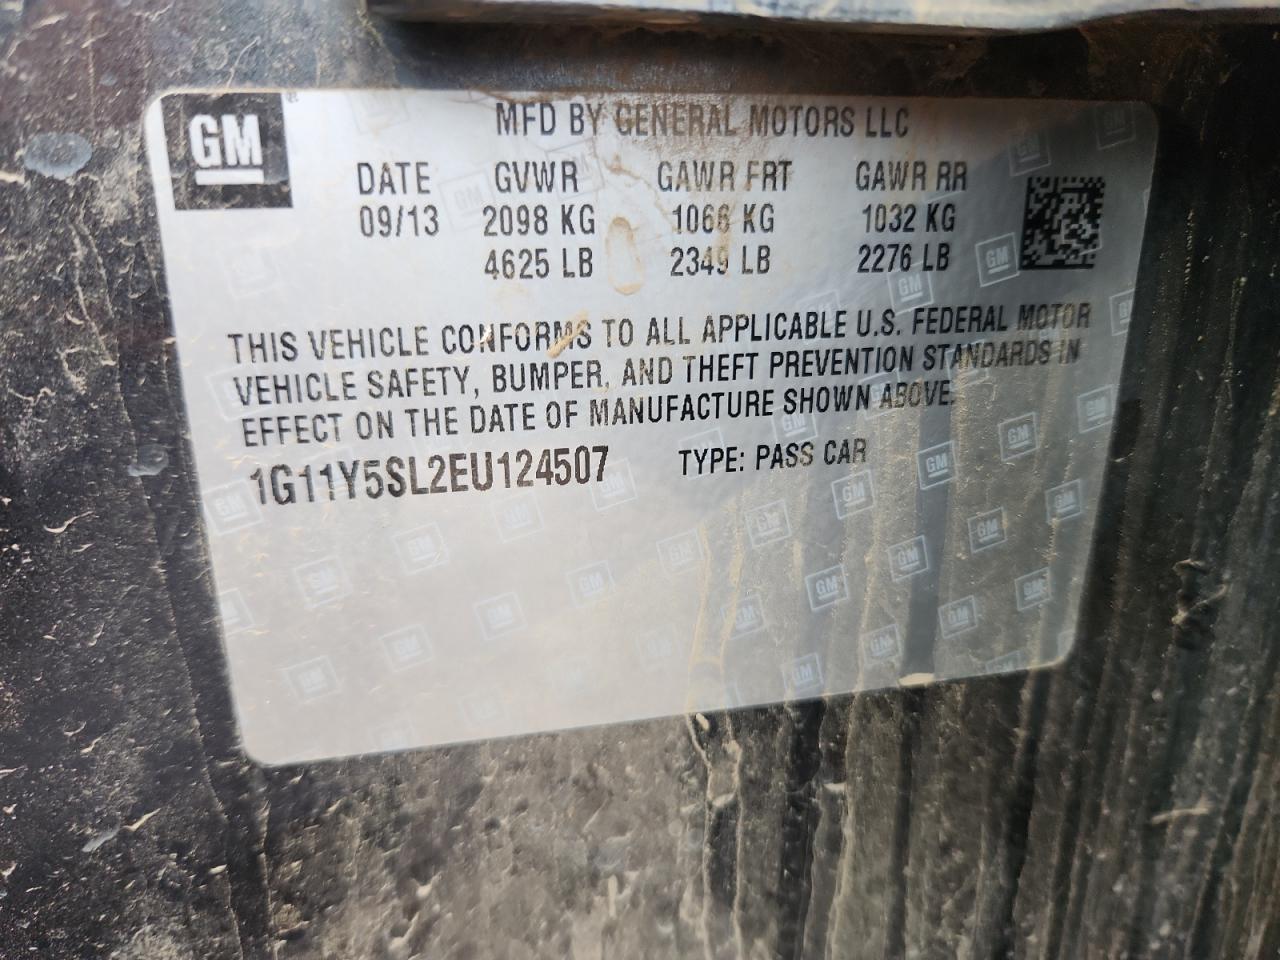 GM
MFD BY GENERAL MOTORS LLC
DATE GVWR GAWR FRT GAWR RR
09/13 2098 KG 1066 KG 1032 KG
4625 LB 2349 LB 2276 LB
THIS VEHICLE CONFORMS TO ALL APPLICABLE U.S. FEDERAL MOTOR
VEHICLE SAFETY, BUMPER, AND THEFT PREVENTION STANDARDS IN
EFFECT ON THE DATE OF MANUFACTURE SHOWN ABOVE.
1G11Y5SL2EU124507 TYPE: PASS CAR